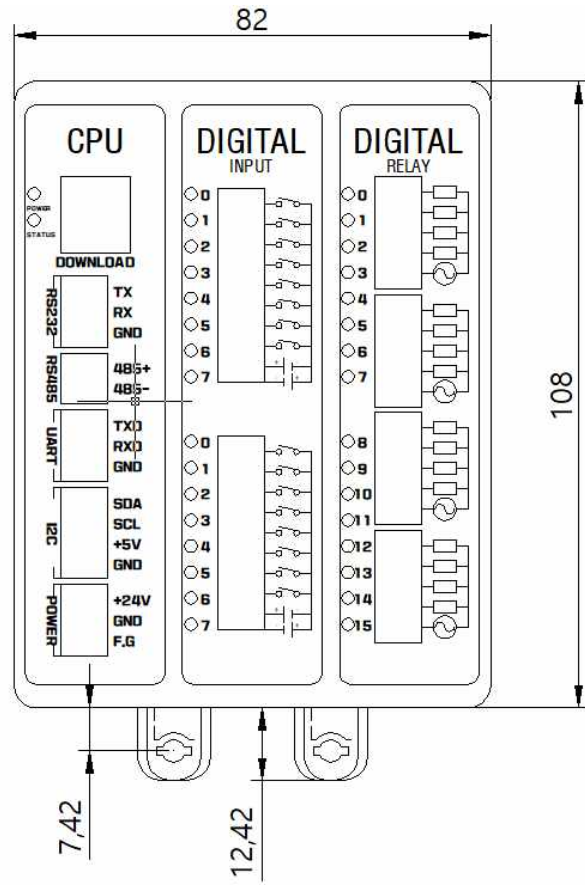 82
CPU
POWER
STATUS
DOWNLOAD
RS232
TX
RX
GND
RS485
485+
485-
UART
TXD
RXD
GND
I2C
SDA
SCL
+5V
GND
POWER
+24V
GND
F.G
DIGITAL
INPUT
0
1
2
3
4
5
6
7
0
1
2
3
4
5
6
7
DIGITAL
RELAY
0
1
2
3
4
5
6
7
8
9
10
11
12
13
14
15
108
7,42
12,42